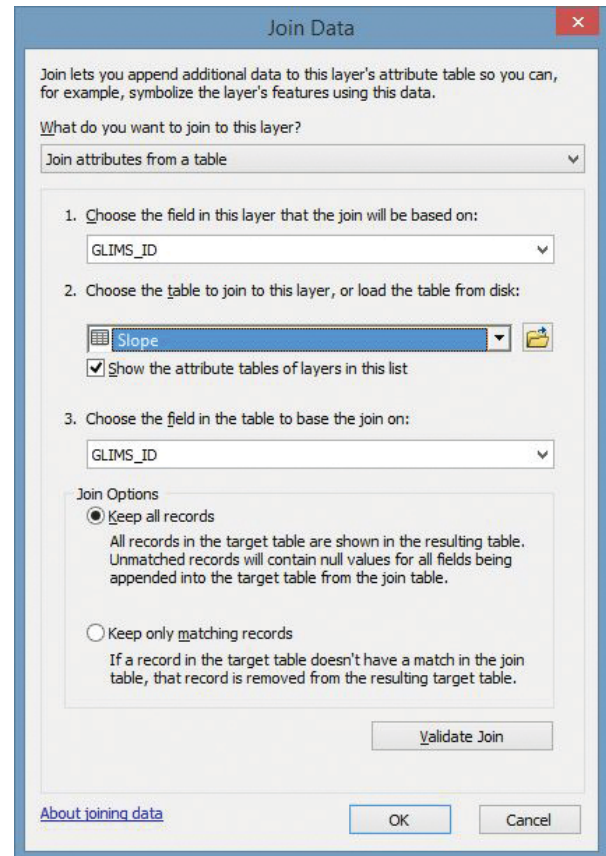 Join Data
Join lets you append additional data to this layer's attribute table so you can,
for example, symbolize the layer's features using this data.
What do you want to join to this layer?
Join attributes from a table
1. Choose the field in this layer that the join will be based on:
GLIMS_ID
2. Choose the table to join to this layer, or load the table from disk:
Slope
Show the attribute tables of layers in this list
3. Choose the field in the table to base the join on:
GLIMS_ID
Join Options
Keep all records
All records in the target table are shown in the resulting table.
Unmatched records will contain null values for all fields being
appended into the target table from the join table.
Keep only matching records
If a record in the target table doesn't have a match in the join
table, that record is removed from the resulting target table.
Validate Join
About joining data
OK
Cancel